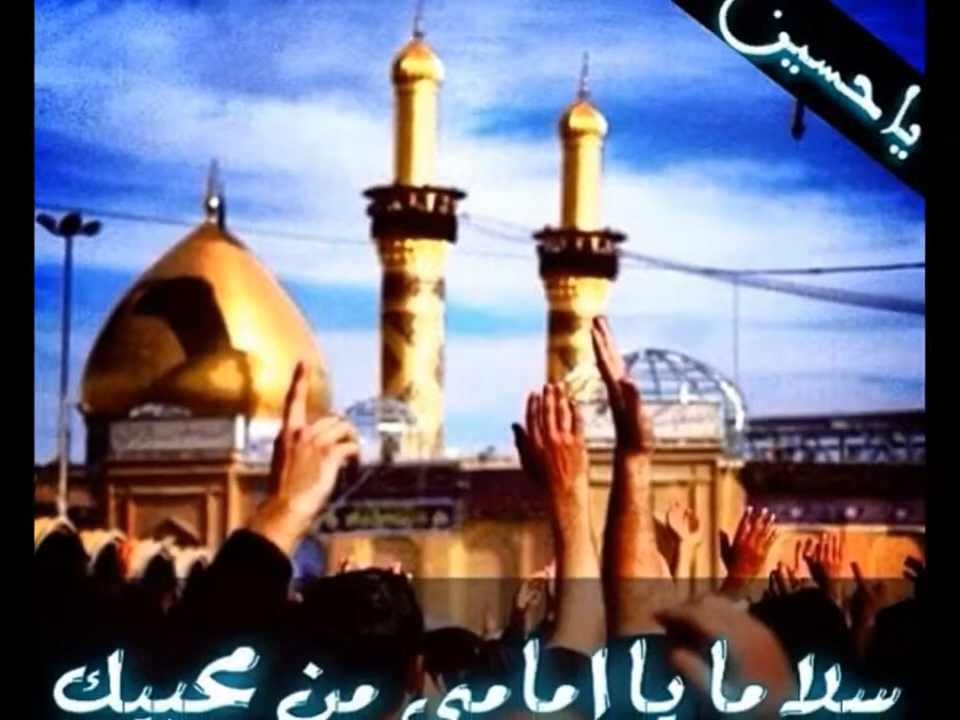 يا حسين
سلاما يا امامي من محبيك